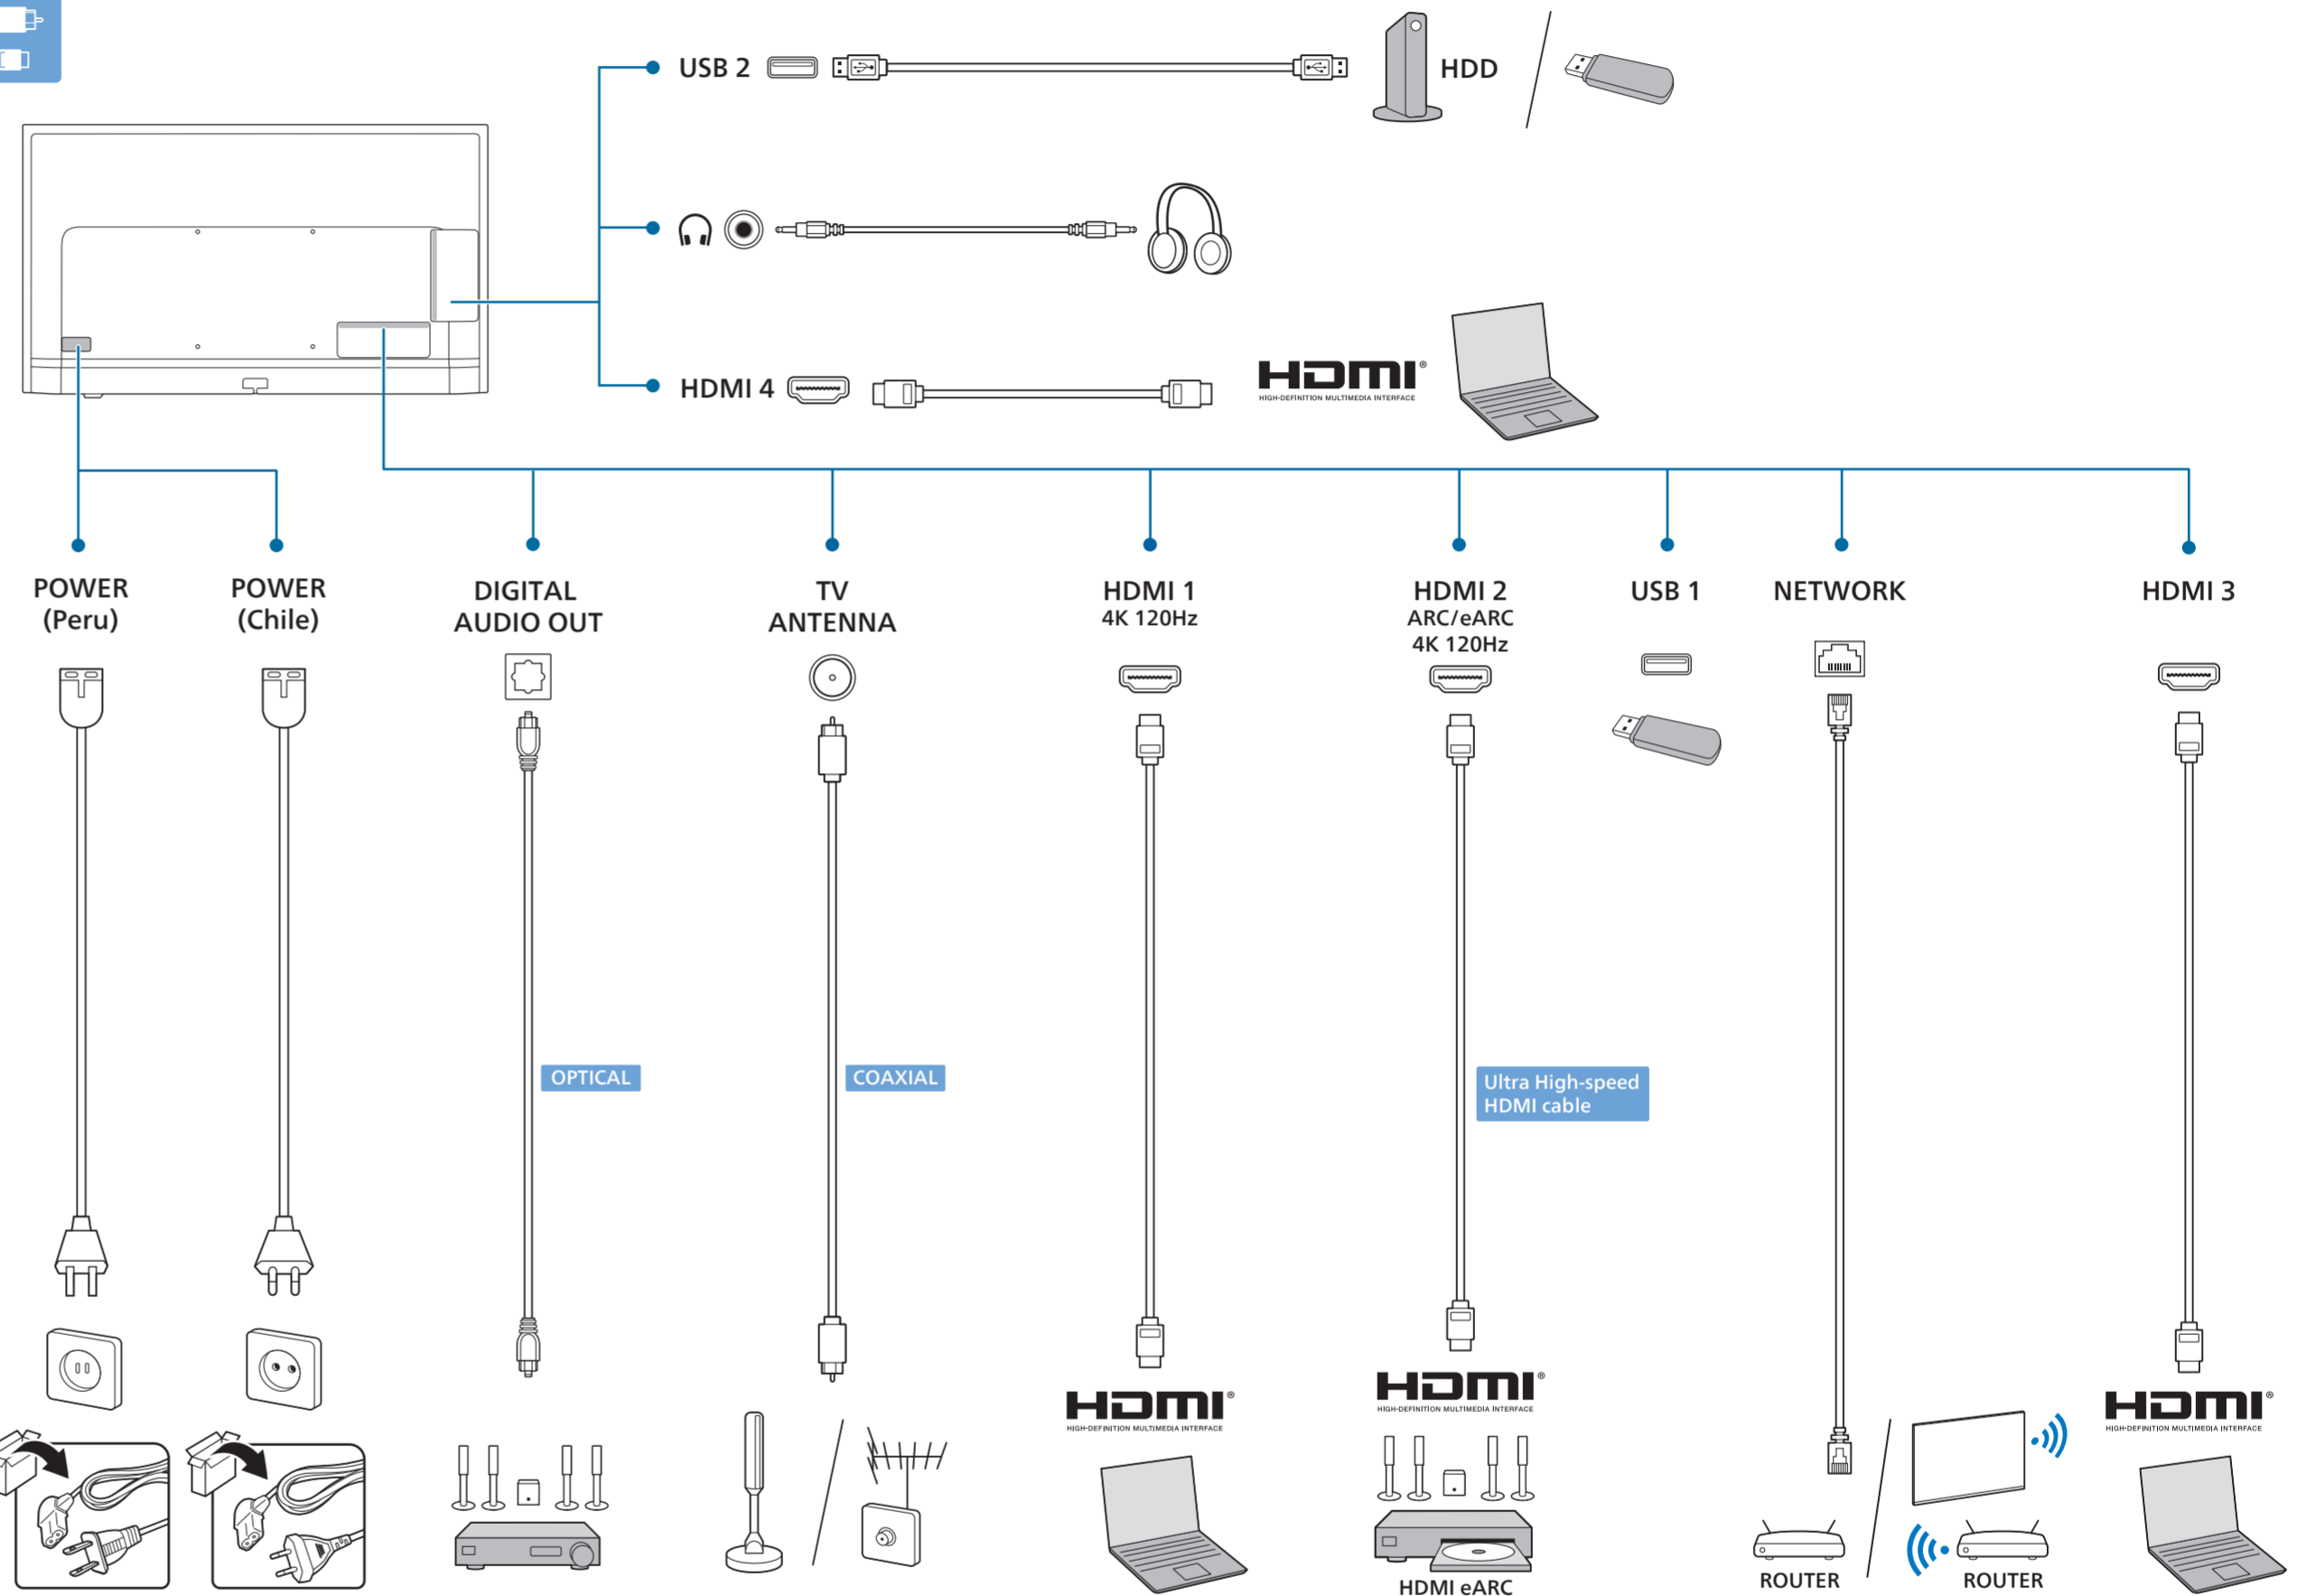 USB 2
HDD
HDMI 4
HDMI®
HIGH-DEFINITION MULTIMEDIA INTERFACE
POWER
(Peru)
POWER
(Chile)
DIGITAL
AUDIO OUT
TV
ANTENNA
HDMI 1
4K 120Hz
HDMI 2
ARC/eARC
4K 120Hz
USB 1
NETWORK
HDMI 3
OPTICAL
COAXIAL
Ultra High-speed
HDMI cable
HDMI®
HIGH-DEFINITION MULTIMEDIA INTERFACE
HDMI®
HIGH-DEFINITION MULTIMEDIA INTERFACE
HDMI eARC
ROUTER
ROUTER
HDMI®
HIGH-DEFINITION MULTIMEDIA INTERFACE